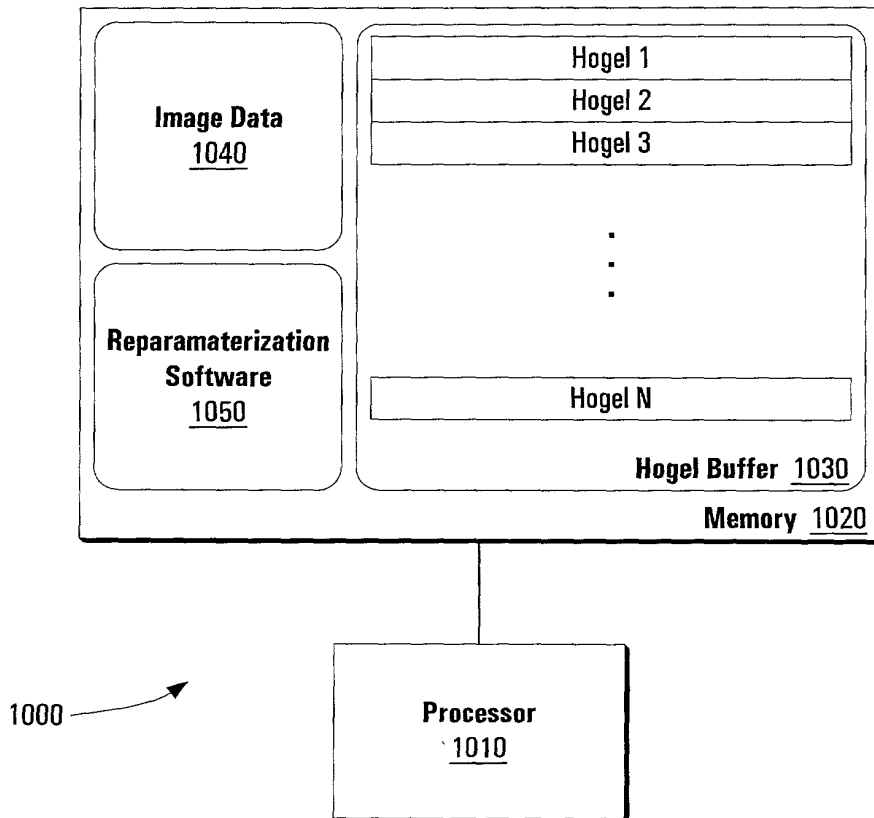 Image Data
1040
Reparamaterization
Software
1050
Hogel 1
Hogel 2
Hogel 3
.
.
.
Hogel N
Hogel Buffer 1030
Memory 1020
1000
Processor
1010